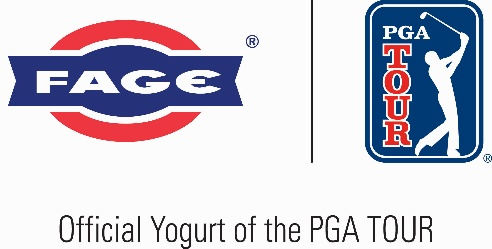 FAGE®
PGA
TOUR
®
Official Yogurt of the PGA TOUR